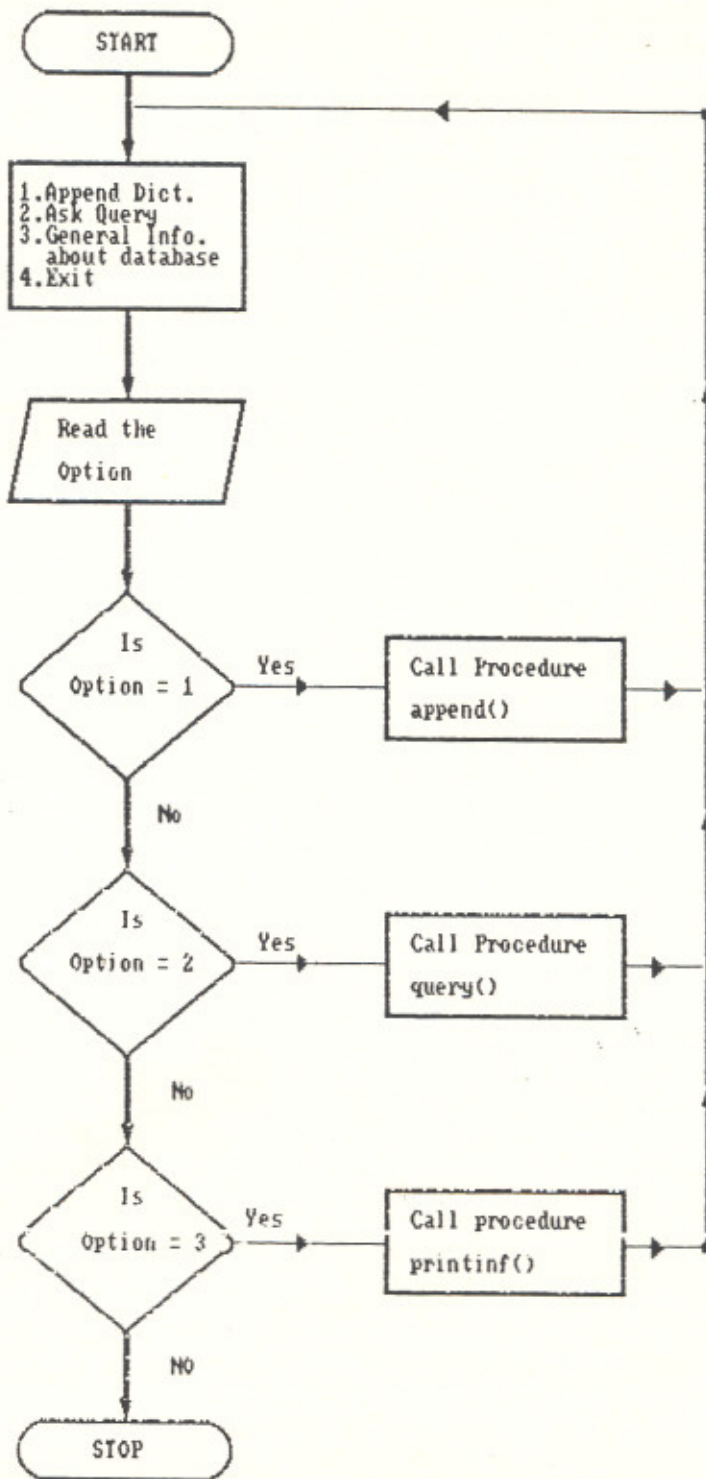 START
1.Append Dict.
2.Ask Query
3.General Info.
about database
4.Exit
Read the
Option
Is
Option = 1
Yes
Call Procedure
append()
No
Is
Option = 2
Yes
Call Procedure
query()
No
Is
Option = 3
Yes
Call procedure
printinf()
NO
STOP